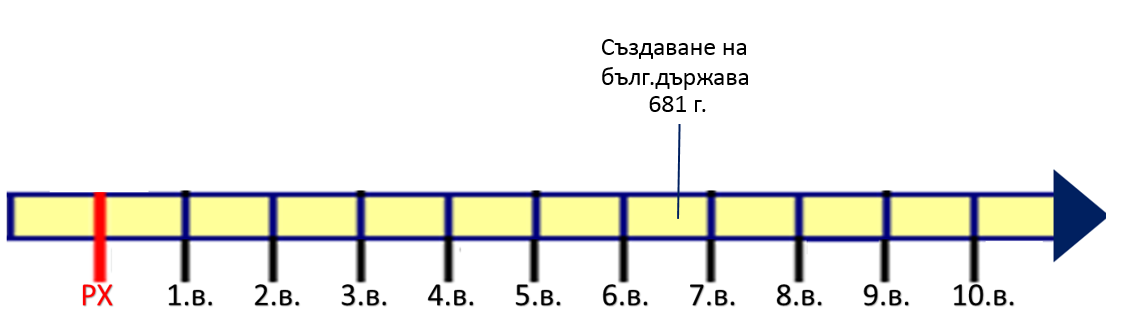 Създаване на
бълг.държава
681 г.
РХ 1.в. 2.в. 3.в. 4.в. 5.в. 6.в. 7.в. 8.в. 9.в. 10.в.